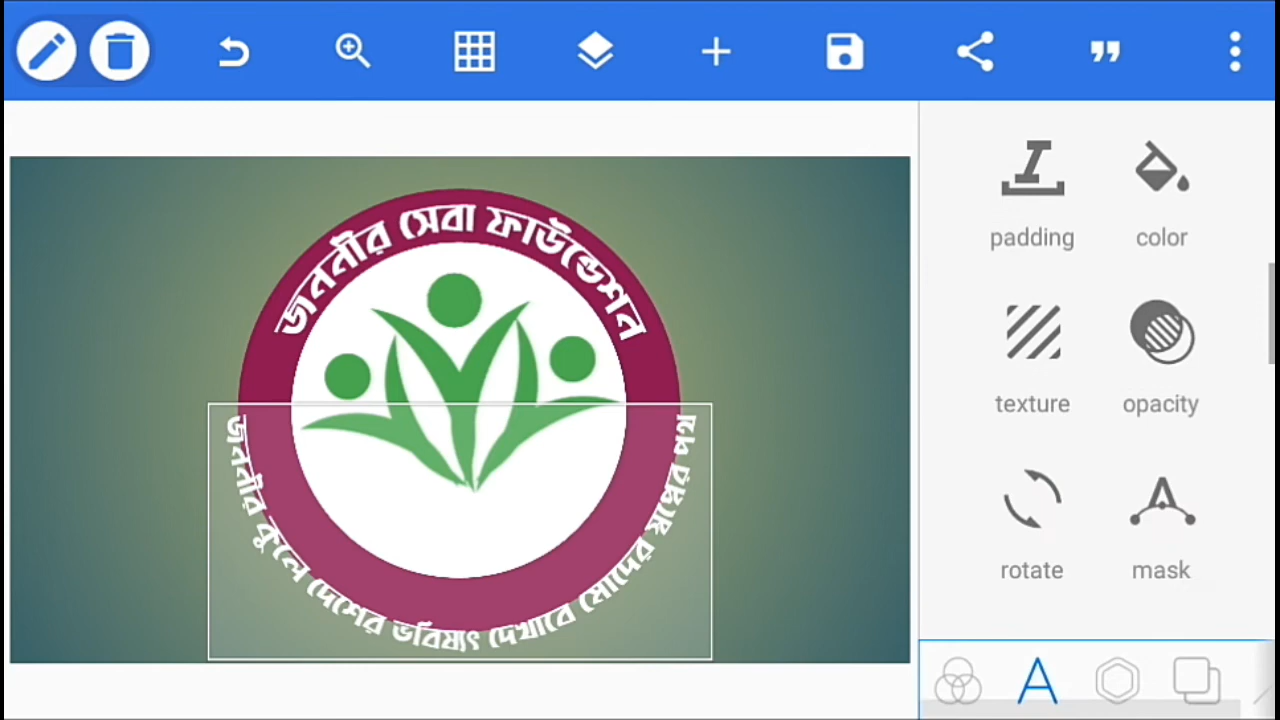 padding
color
জননীর সেবা ফাউন্ডেশন
texture
opacity
জননীর কুলে দেশের ভবিষ্যৎ দেখাবে মোদের স্বপ্নের পথ
rotate
mask